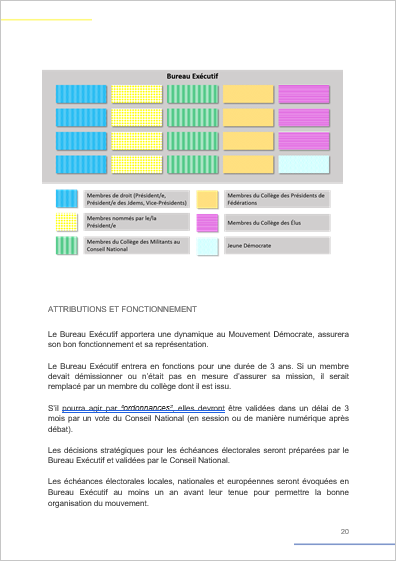 Bureau Exécutif
Membres de droit (Président/e,
Président/e des Jdems, Vice-Présidents)
Membres du Collège des Présidents de
Fédérations
Membres nommés par le/la
Président/e
Membres du Collège des Élus
Membres du Collège des Militants au
Conseil National
Jeune Démocrate
ATTRIBUTIONS ET FONCTIONNEMENT
Le Bureau Exécutif apportera une dynamique au Mouvement Démocrate, assurera
son bon fonctionnement et sa représentation.
Le Bureau Exécutif entrera en fonctions pour une durée de 3 ans. Si un membre
devait démissionner ou n'était pas en mesure d'assurer sa mission, il serait
remplacé par un membre du collège dont il est issu.
S'il pourra agir par "ordonnances", elles devront être validées dans un délai de 3
mois par un vote du Conseil National (en session ou de manière numérique après
débat).
Les décisions stratégiques pour les échéances électorales seront préparées par le
Bureau Exécutif et validées par le Conseil National.
Les échéances électorales locales, nationales et européennes seront évoquées en
Bureau Exécutif au moins un an avant leur tenue pour permettre la bonne
organisation du mouvement.
20